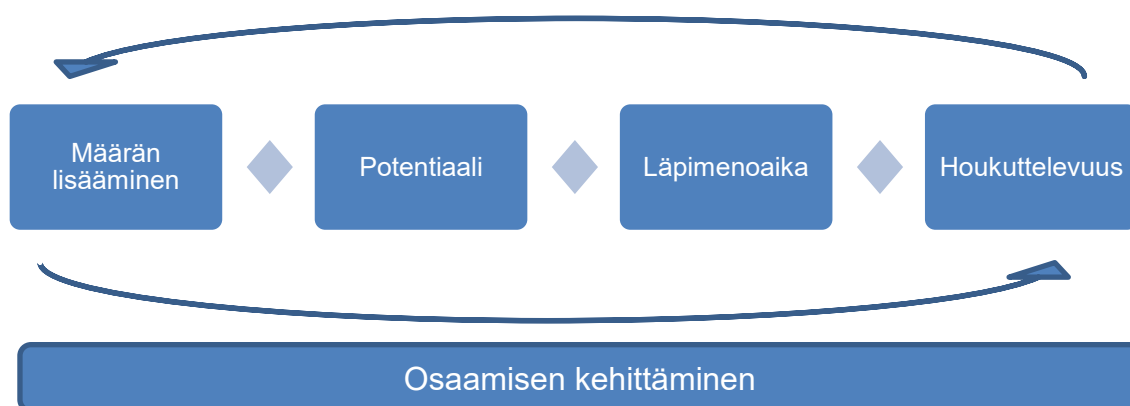 Määrän
lisääminen
Potentiaali
Läpimenoaika
Houkuttelevuus
Osaamisen kehittäminen